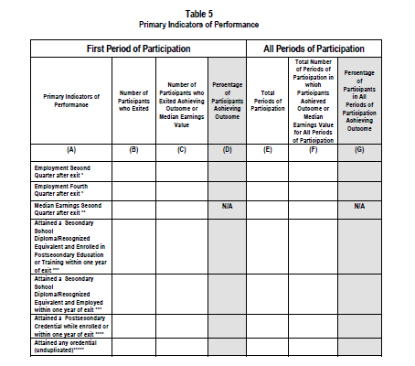 Table 5
Primary Indicators of Performance
First Period of Participation
All Periods of Participation
Primary Indicators of
Performance
Number of
Participants
who Exited
Number of
Participants who
Exited Achieving
Outcome or
Median Earnings
Value
Percentage
of
Participants
Achieving
Outcome
Total
Periods of
Participation
Total Number
of Periods of
Participation in
which
Participants
Achieved
Outcome or
Median
Earnings Value
for All Periods
of Participation
Percentage
of
Participants
in All
Periods of
Participation
Achieving
Outcome
(A)
(B)
(C)
(D)
(E)
(F)
(G)
Employment Second
Quarter after exit *
Employment Fourth
Quarter after exit *
Median Earnings Second
Quarter after exit **
N/A
N/A
Attained a Secondary
School
Diploma/Recognized
Equivalent and Enrolled in
Postsecondary Education
or Training within one year
of exit ***
Attained a Secondary
School
Diploma/Recognized
Equivalent and Employed
within one year of exit ***
Attained a Postsecondary
Credential while enrolled or
within one year of exit ****
Attained any credential
(unduplicated)*****